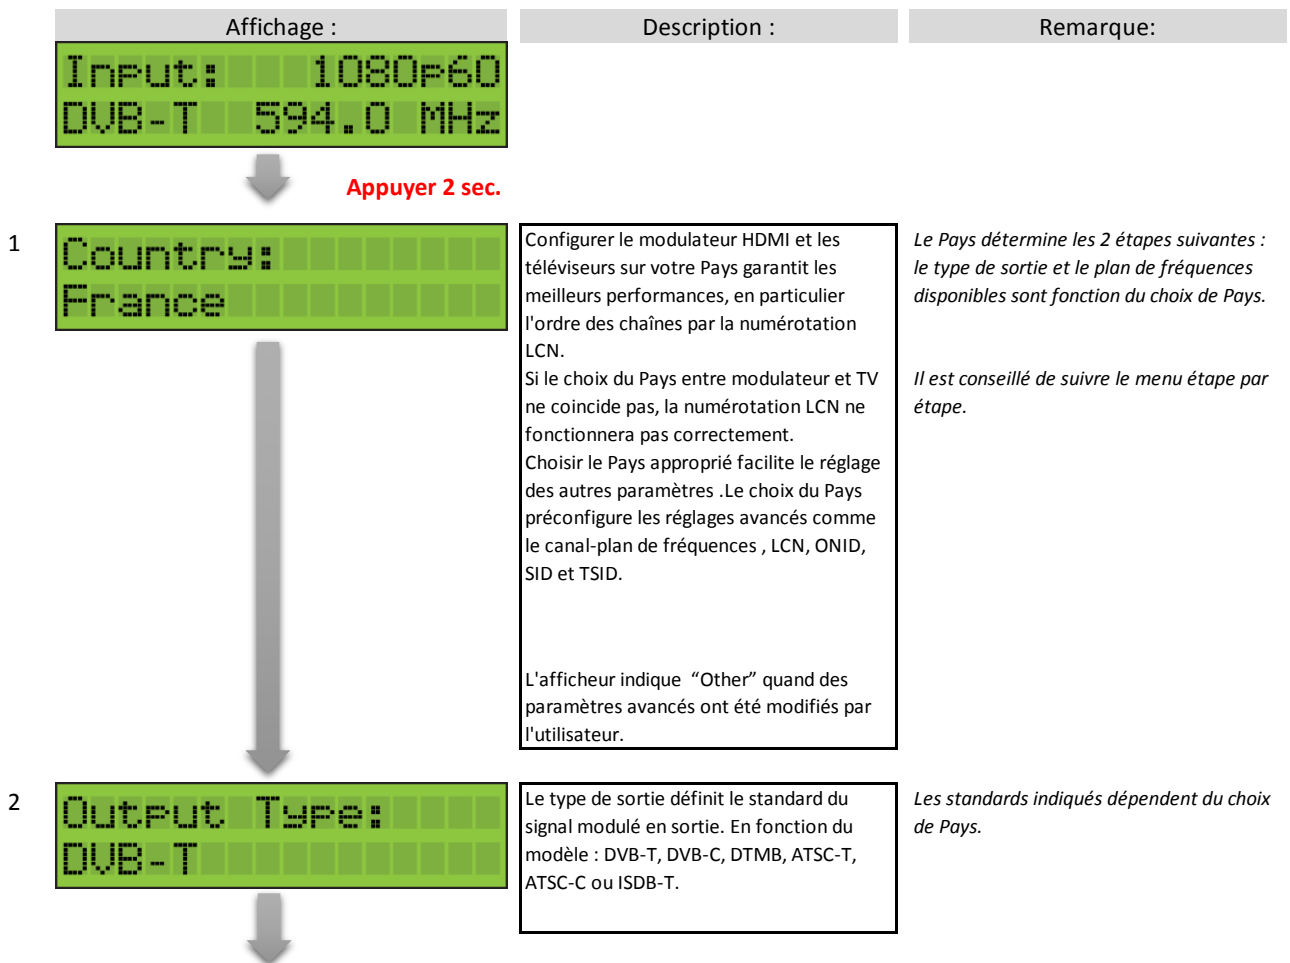 Affichage :
Description :
Remarque:
Input: 1080p60
DVB-T 594.0 MHz
Appuyer 2 sec.
1
Country:
France
Configurer le modulateur HDMI et les
téléviseurs sur votre Pays garantit les
meilleurs performances, en particulier
l'ordre des chaînes par la numérotation
LCN.
Si le choix du Pays entre modulateur et TV
ne coincide pas, la numérotation LCN ne
fonctionnera pas correctement.
Choisir le Pays approprié facilite le réglage
des autres paramètres .Le choix du Pays
préconfigure les réglages avancés comme
le canal-plan de fréquences , LCN, ONID,
SID et TSID.
L'afficheur indique “Other” quand des
paramètres avancés ont été modifiés par
l'utilisateur.
Le Pays détermine les 2 étapes suivantes :
le type de sortie et le plan de fréquences
disponibles sont fonction du choix de Pays.
Il est conseillé de suivre le menu étape par
étape.
2
Output Type:
DVB-T
Le type de sortie définit le standard du
signal modulé en sortie. En fonction du
modèle : DVB-T, DVB-C, DTMB, ATSC-T,
ATSC-C ou ISDB-T.
Les standards indiqués dépendent du choix
de Pays.